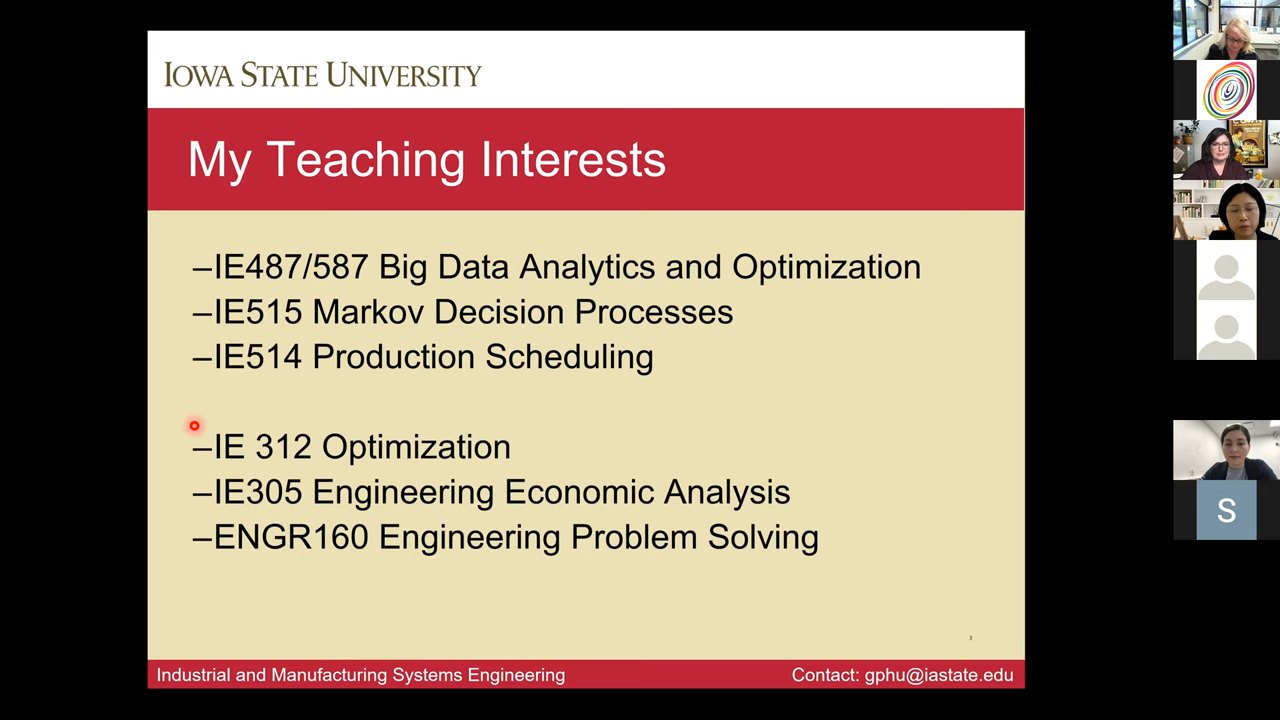 IOWA STATE UNIVERSITY
My Teaching Interests
–IE487/587 Big Data Analytics and Optimization
–IE515 Markov Decision Processes
–IE514 Production Scheduling
–IE 312 Optimization
–IE305 Engineering Economic Analysis
–ENGR160 Engineering Problem Solving
3
Industrial and Manufacturing Systems Engineering
Contact: gphu@iastate.edu
S